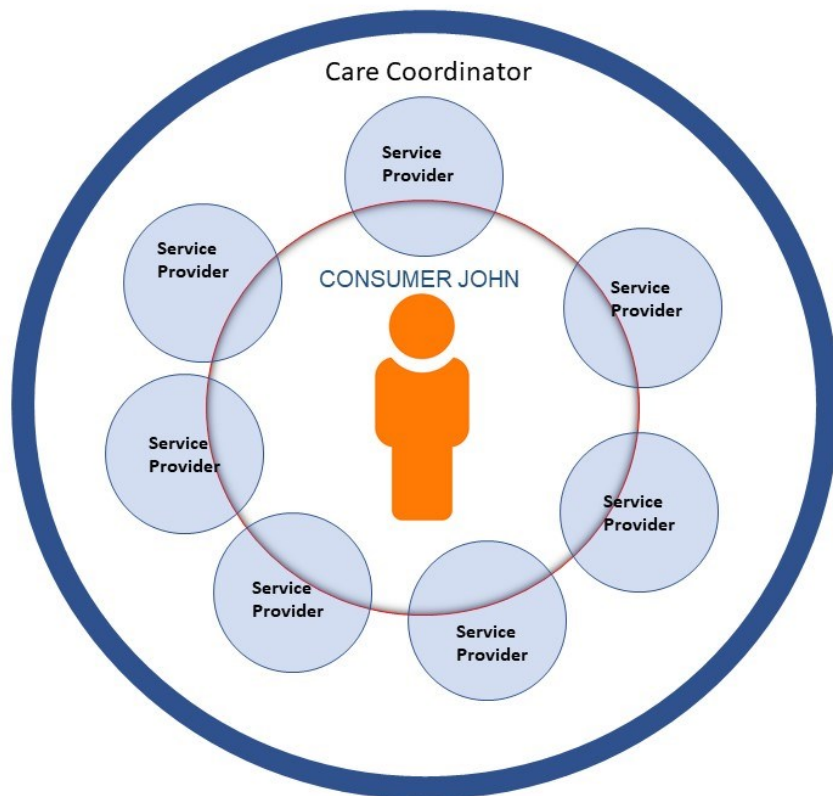 Care Coordinator
Service
Provider
Service
Provider
CONSUMER JOHN
Service
Provider
Service
Provider
Service
Provider
Service
Provider
Service
Provider